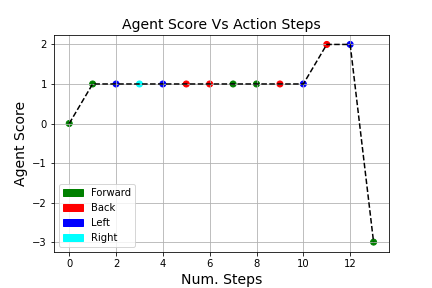 Agent Score Vs Action Steps
Agent Score
2
1
0
−1
−2
−3
Forward
Back
Left
Right
0 2 4 6 8 10 12
Num. Steps